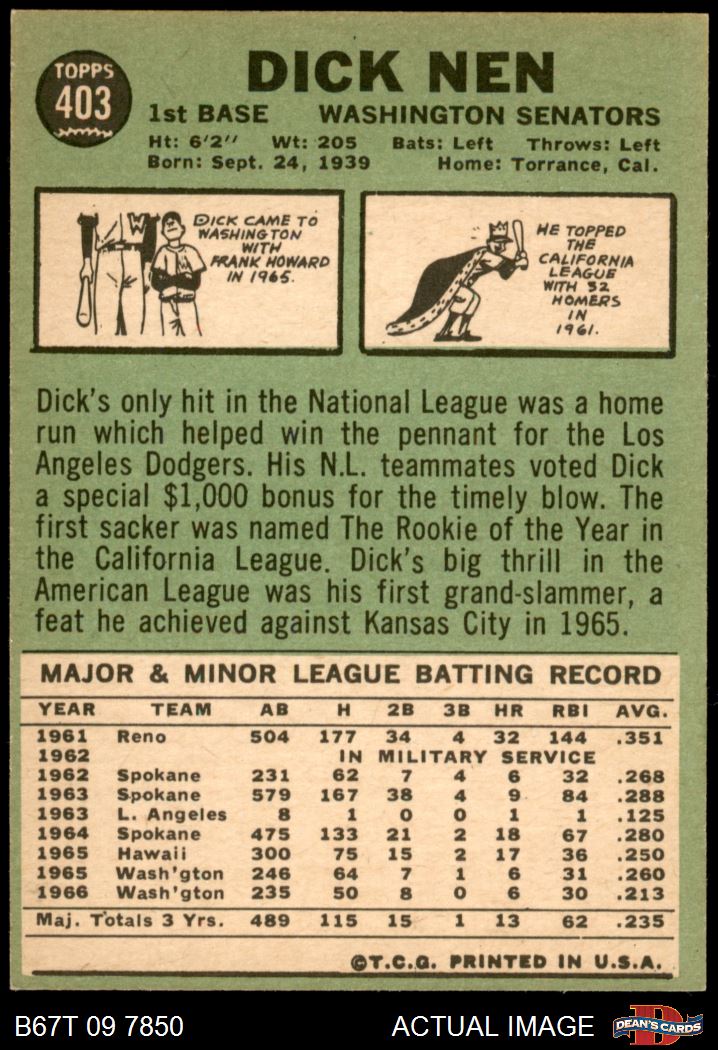 TOPPS
403
DICK NEN
1st BASE WASHINGTON SENATORS
Ht: 6'2" Wt: 205 Bats: Left Throws: Left
Born: Sept. 24, 1939 Home: Torrance, Cal.
W
DICK CAME TO
WASHINGTON
WITH
FRANK HOWARD
IN 1965.
HE TOPPED
THE
CALIFORNIA
LEAGUE
WITH 32
HOMERS
IN
1961.
Dick's only hit in the National League was a home
run which helped win the pennant for the Los
Angeles Dodgers. His N.L. teammates voted Dick
a special $1,000 bonus for the timely blow. The
first sacker was named The Rookie of the Year in
the California League. Dick's big thrill in the
American League was his first grand-slammer, a
feat he achieved against Kansas City in 1965.
MAJOR & MINOR LEAGUE BATTING RECORD
YEAR TEAM AB H 2B 3B HR RBI AVG.
1961 Reno 504 177 34 4 32 144 .351
1962 IN MILITARY SERVICE
1962 Spokane 231 62 7 4 6 32 .268
1963 Spokane 579 167 38 4 9 84 .288
1963 L. Angeles 8 1 0 0 1 1 .125
1964 Spokane 475 133 21 2 18 67 .280
1965 Hawaii 300 75 15 2 17 36 .250
1965 Wash'gton 246 64 7 1 6 31 .260
1966 Wash'gton 235 50 8 0 6 30 .213
Maj. Totals 3 Yrs. 489 115 15 1 13 62 .235
©T.C.G. PRINTED IN U.S.A.
B67T 09 7850 ACTUAL IMAGE DEAN'S CARDS